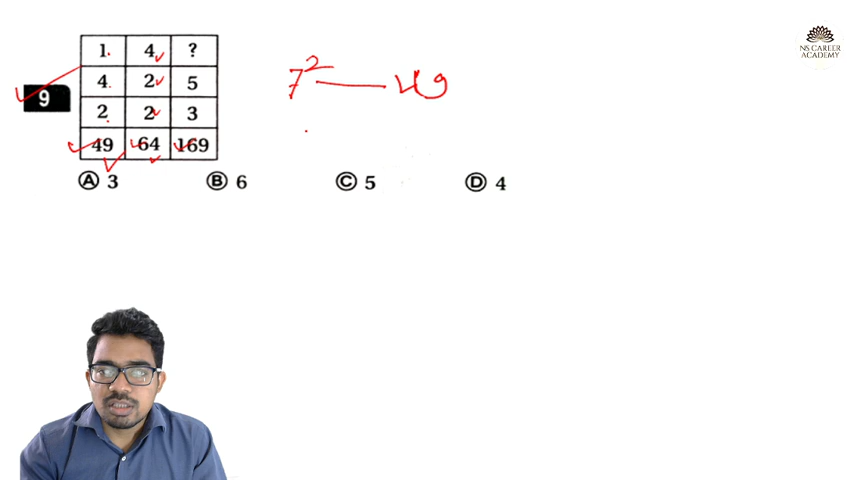 NS CAREER
ACADEMY
9
1 4 ?
4 2 5
2 2 3
49 64 169
7² — 49
Ⓐ 3 Ⓑ 6 Ⓒ 5 Ⓓ 4